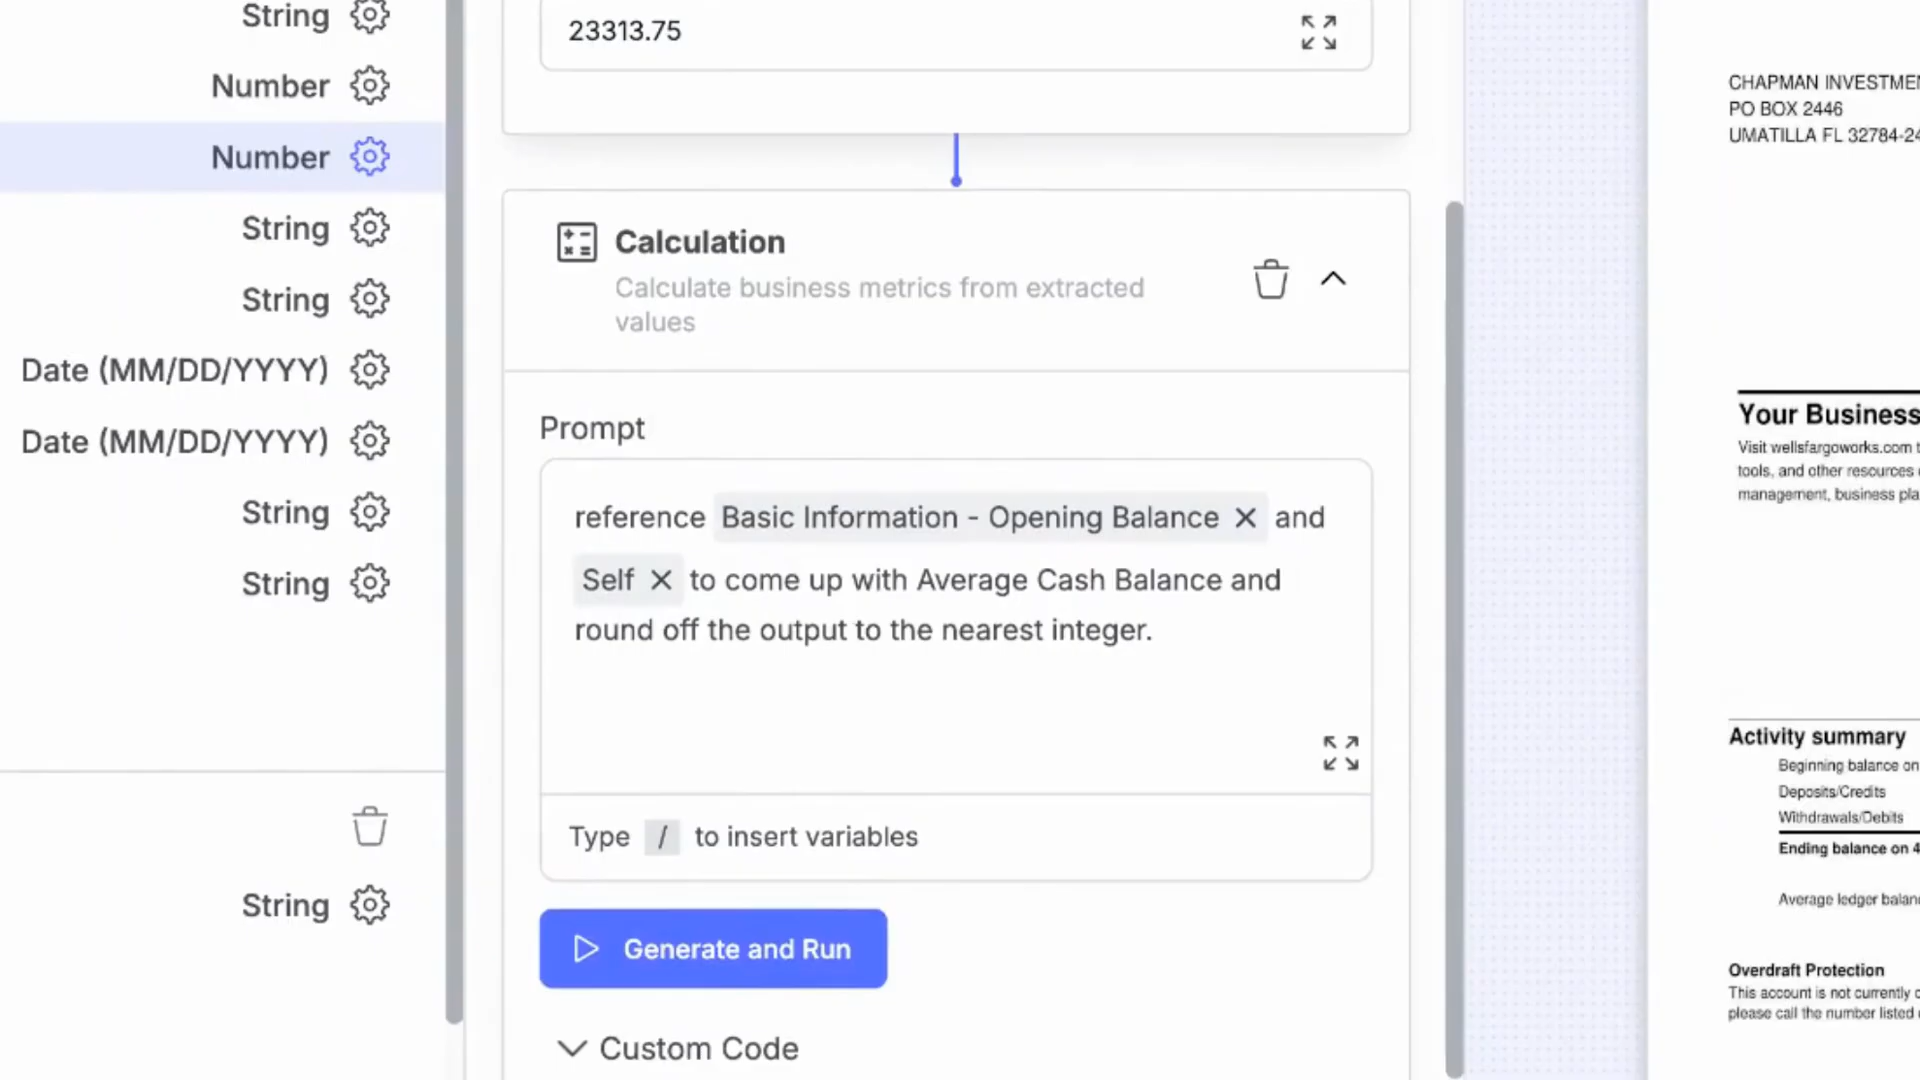 String
Number
Number
String
String
Date (MM/DD/YYYY)
Date (MM/DD/YYYY)
String
String
String
23313.75
Calculation
Calculate business metrics from extracted
values
Prompt
reference Basic Information - Opening Balance and
Self to come up with Average Cash Balance and
round off the output to the nearest integer.
Type / to insert variables
Generate and Run
Custom Code
CHAPMAN
PO BOX 2446
UMATILLA FL
Your Business
Visit wellsfargoworks.com
tools, and other resources
management, business
Activity summary
Beginning balance on
Deposits/Credits
Withdrawals/Debits
Ending balance on 4
Average ledger
Overdraft Protection
This account is not currently
please call the number listed